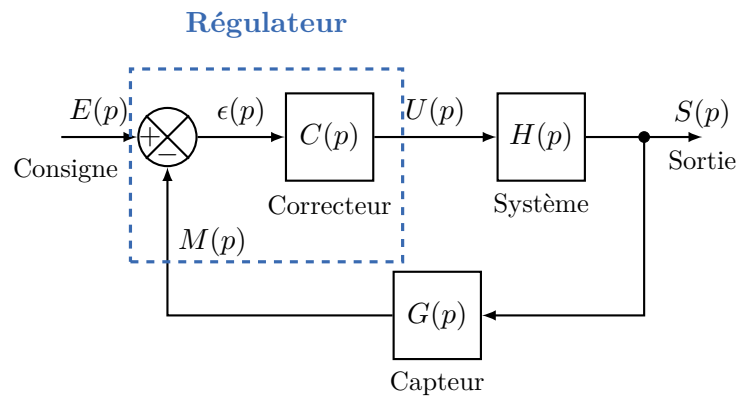 Régulateur
E(p)
Consigne
+
−
ϵ(p)
C(p)
Correcteur
U(p)
H(p)
Système
S(p)
Sortie
M(p)
G(p)
Capteur